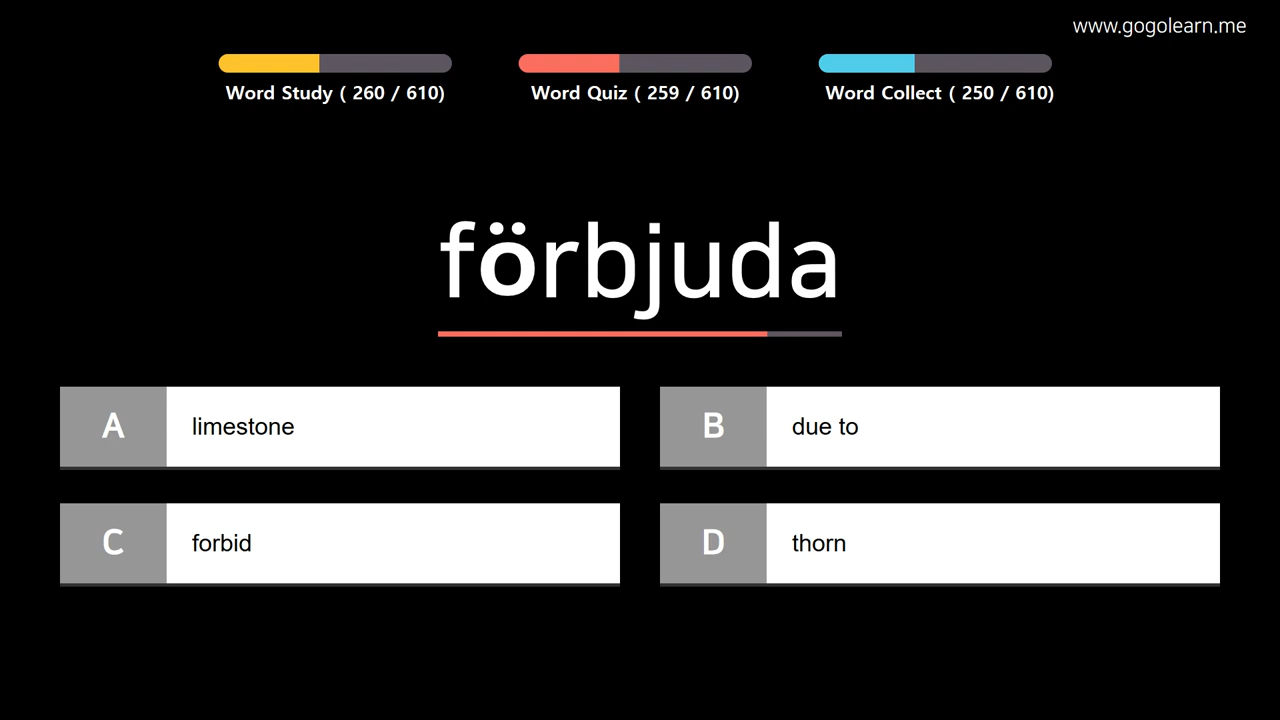 www.gogolearn.me
Word Study ( 260 / 610)
Word Quiz ( 259 / 610)
Word Collect ( 250 / 610)
förbjuda
A limestone
B due to
C forbid
D thorn